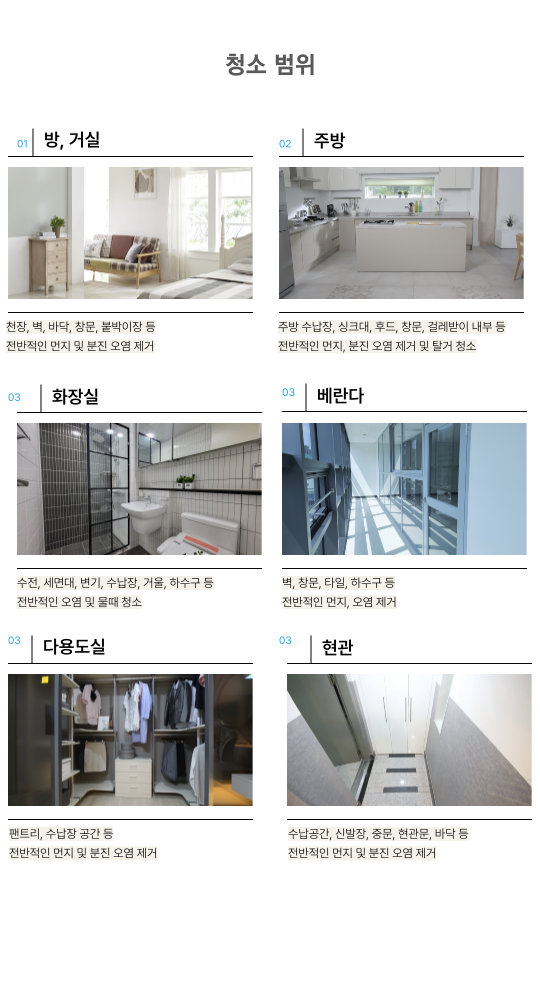 청소 범위
01 방, 거실
02 주방
천장, 벽, 바닥, 창문, 붙박이장 등
전반적인 먼지 및 분진 오염 제거
주방 수납장, 싱크대, 후드, 창문, 걸레받이 내부 등
전반적인 먼지, 분진 오염 제거 및 탈거 청소
03 화장실
03 베란다
수전, 세면대, 변기, 수납장, 거울, 하수구 등
전반적인 오염 및 물때 청소
벽, 창문, 타일, 하수구 등
전반적인 먼지, 오염 제거
03 다용도실
03 현관
팬트리, 수납장 공간 등
전반적인 먼지 및 분진 오염 제거
수납공간, 신발장, 중문, 현관문, 바닥 등
전반적인 먼지 및 분진 오염 제거